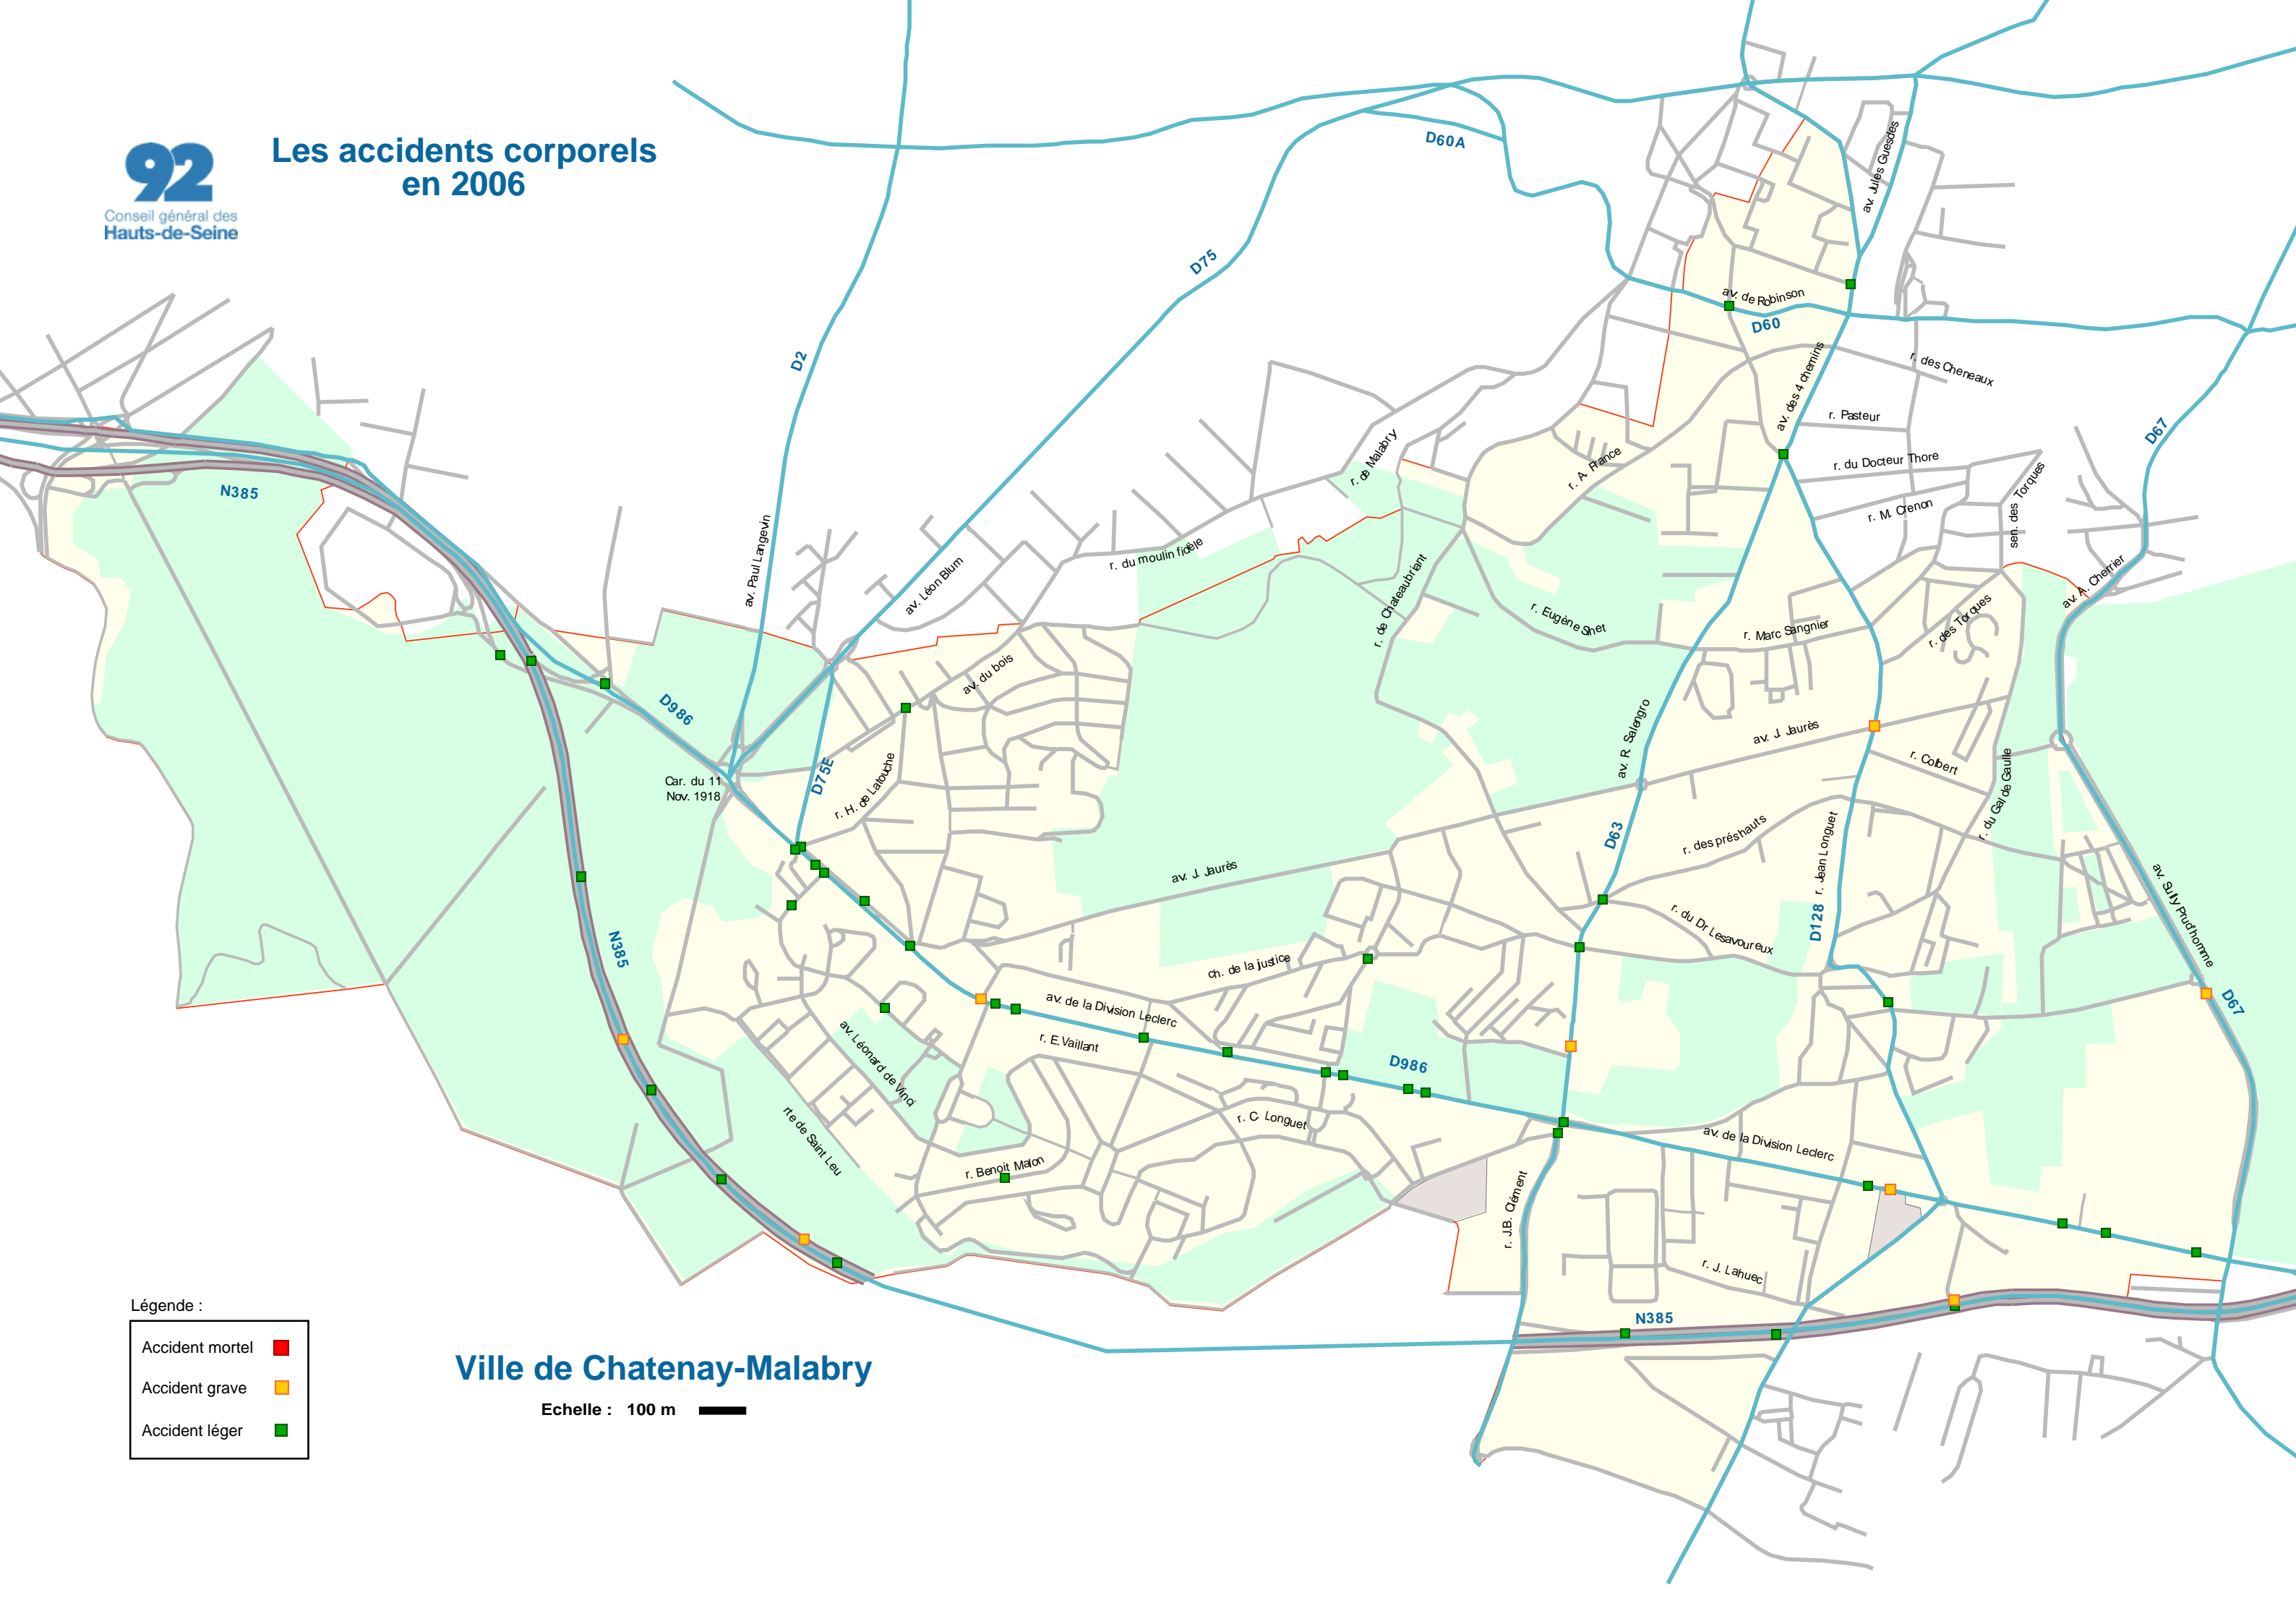 Les accidents corporels
en 2006
92
Conseil général des
Hauts-de-Seine
D60A
av. Jules Guesdes
D75
av. de Robinson
D60
D2
r. des Cheneaux
av. des 4 chemins
r. Pasteur
D67
r. de Malabry
r. A. France
r. du Docteur Thore
N385
r. M. Crenon
sen. des Torques
av. Paul Langevin
r. du moulin fidèle
av. Léon Blum
r. de Chateaubriant
av. A. Cherrier
r. Eugène Sinet
r. Marc Sangnier
r. des Torques
av. du bois
D986
av. R. Salengro
av. J. Jaurès
r. Colbert
Car. du 11
Nov. 1918
D75E
r. H. de Latouche
r. du Gal de Gaulle
D63
r. des préshauts
r. Jean Longuet
av. J. Jaurès
av. Sully Prud'homme
D128
r. du Dr Lesavoureux
N385
ch. de la justice
D67
av. de la Division Leclerc
r. E.Vaillant
av. Léonard de Vinci
D986
rte de Saint Leu
r. C. Longuet
av. de la Division Leclerc
r. Benoit Malon
r. J.B. Clément
r. J. Lahuec
N385
Légende :
Accident mortel
Accident grave
Accident léger
Ville de Chatenay-Malabry
Echelle : 100 m